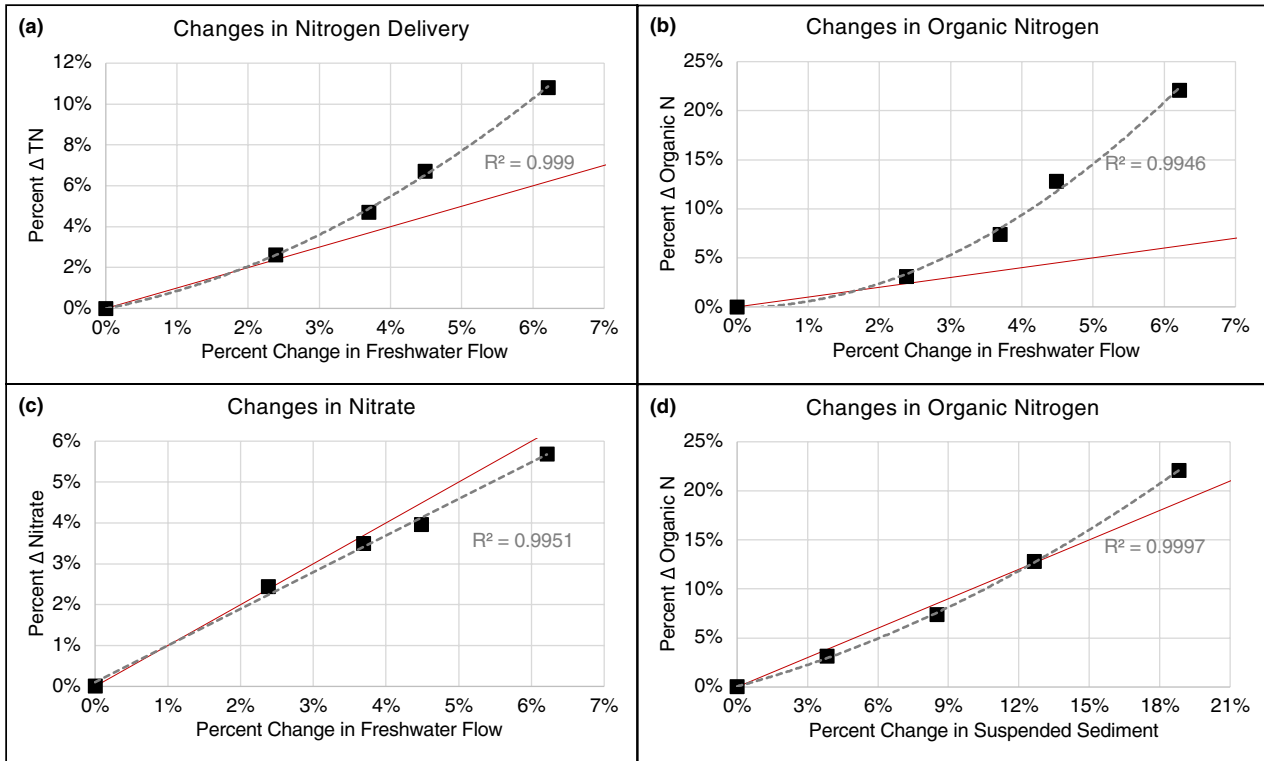 (a)
Changes in Nitrogen Delivery
12%
10%
8%
6%
4%
2%
0%
Percent Δ TN
R² = 0.999
0% 1% 2% 3% 4% 5% 6% 7%
Percent Change in Freshwater Flow
(b)
Changes in Organic Nitrogen
25%
20%
15%
10%
5%
0%
Percent Δ Organic N
R² = 0.9946
0% 1% 2% 3% 4% 5% 6% 7%
Percent Change in Freshwater Flow
(c)
Changes in Nitrate
6%
5%
4%
3%
2%
1%
0%
Percent Δ Nitrate
R² = 0.9951
0% 1% 2% 3% 4% 5% 6% 7%
Percent Change in Freshwater Flow
(d)
Changes in Organic Nitrogen
25%
20%
15%
10%
5%
0%
Percent Δ Organic N
R² = 0.9997
0% 3% 6% 9% 12% 15% 18% 21%
Percent Change in Suspended Sediment